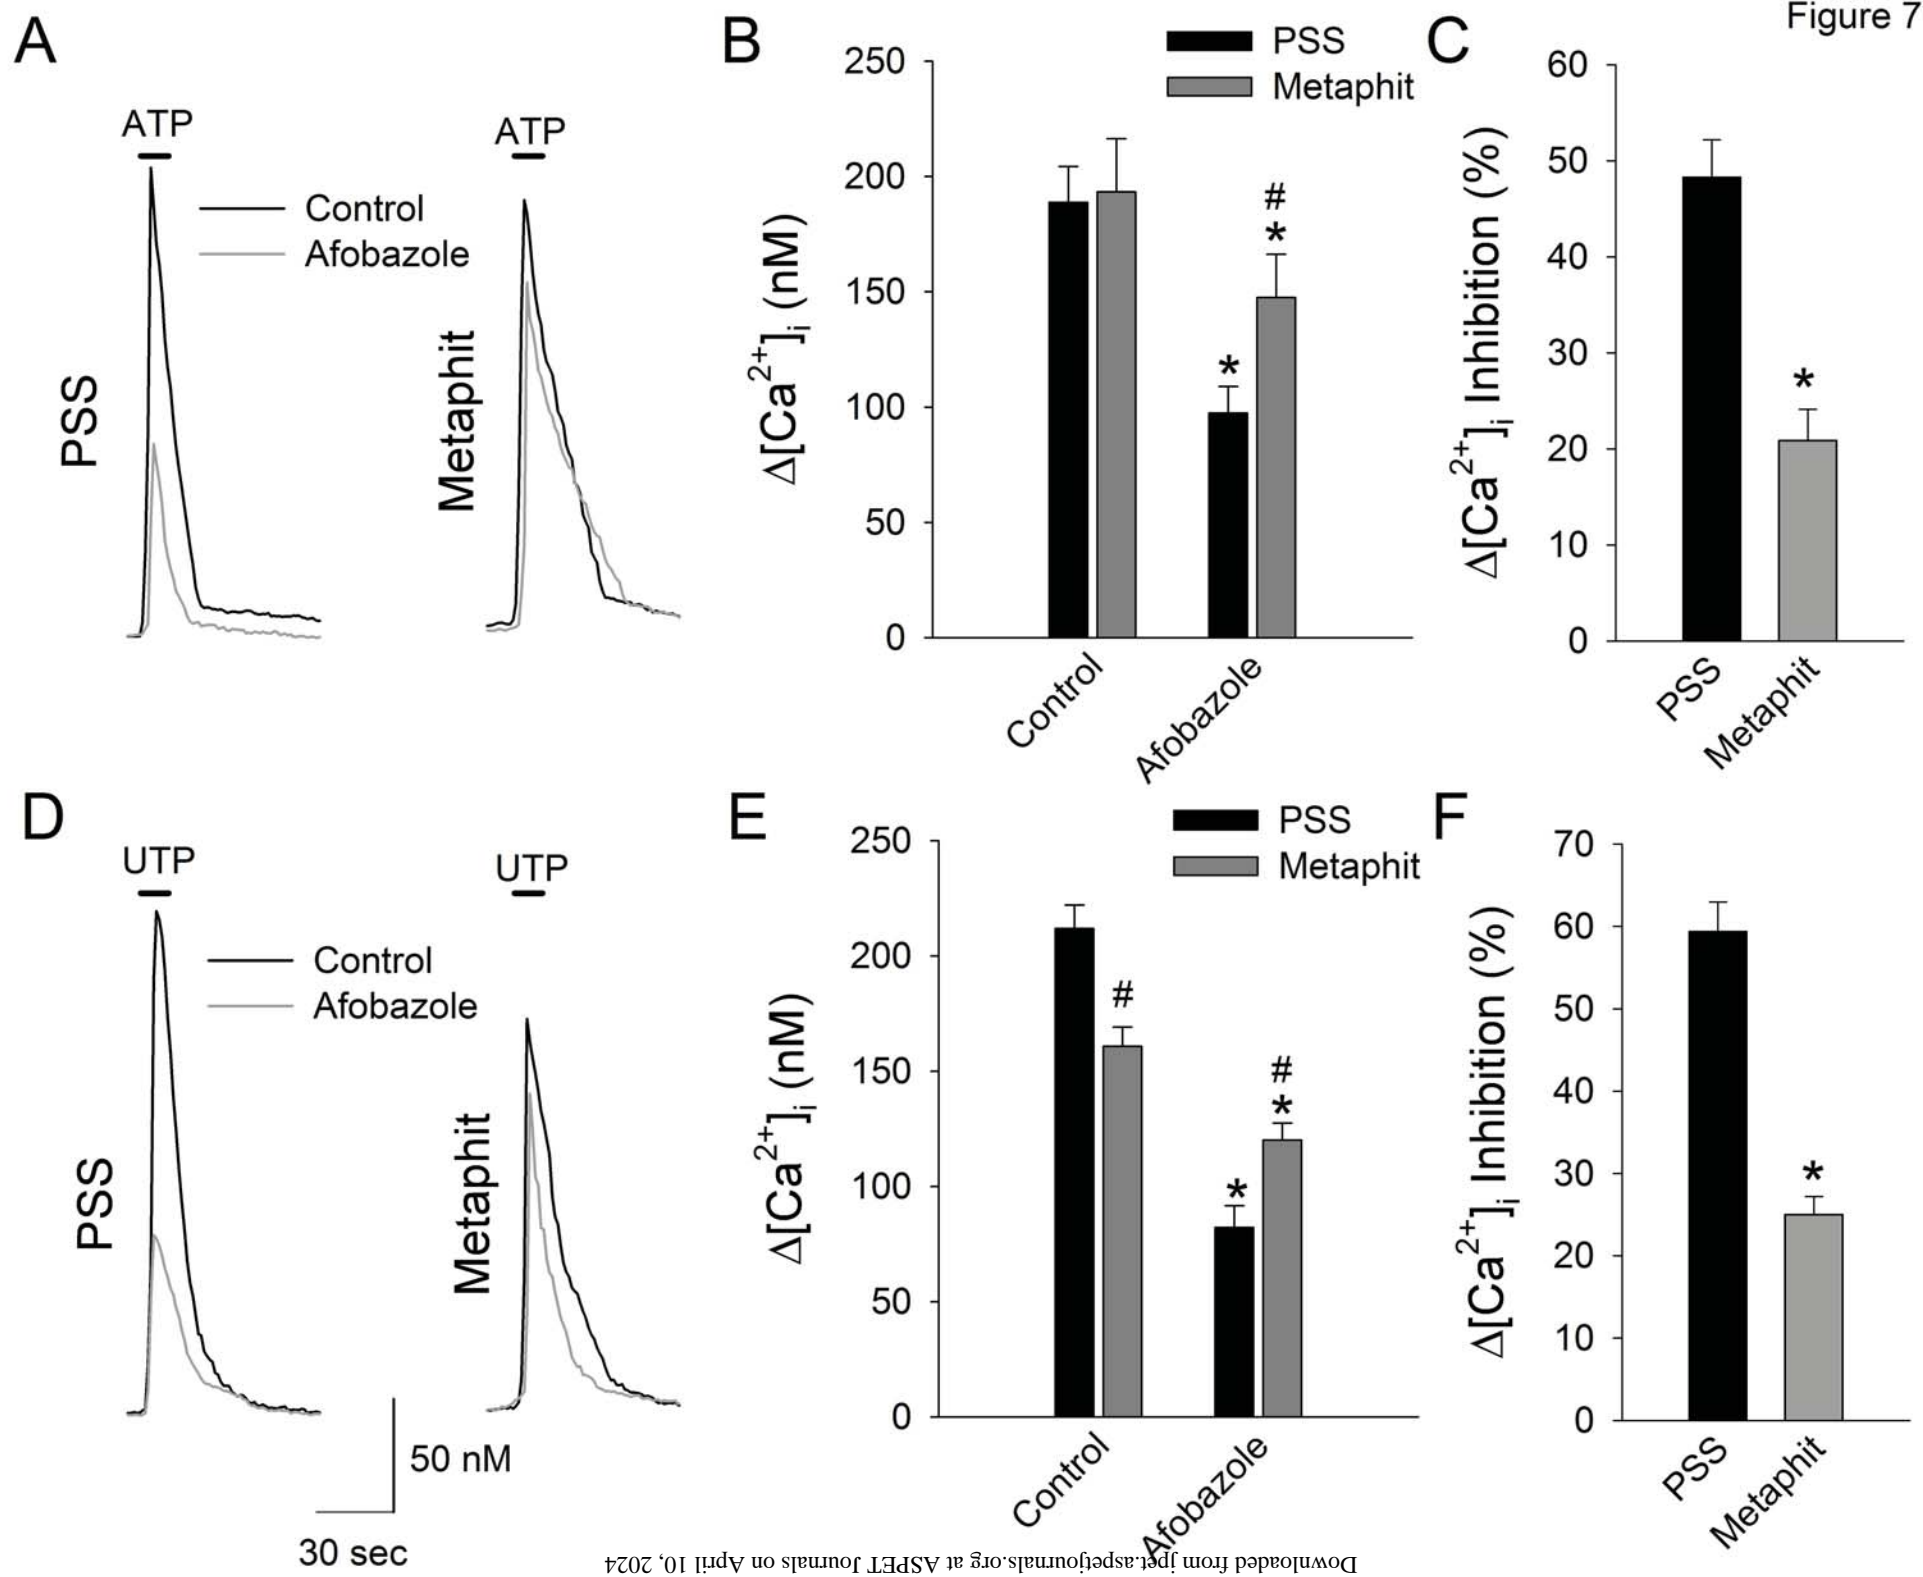 Figure 7
A
ATP
ATP
Control
Afobazole
PSS
Metaphit
B
PSS
Metaphit
Δ[Ca2+]i (nM)
250
200
150
100
50
0
*
#
*
Control
Afobazole
C
Δ[Ca2+]i Inhibition (%)
60
50
40
30
20
10
0
*
PSS
Metaphit
D
UTP
UTP
Control
Afobazole
PSS
Metaphit
50 nM
30 sec
E
PSS
Metaphit
Δ[Ca2+]i (nM)
250
200
150
100
50
0
#
*
#
*
Control
Afobazole
F
Δ[Ca2+]i Inhibition (%)
70
60
50
40
30
20
10
0
*
PSS
Metaphit
Downloaded from jpet.aspetjournals.org at ASPET Journals on April 10, 2024